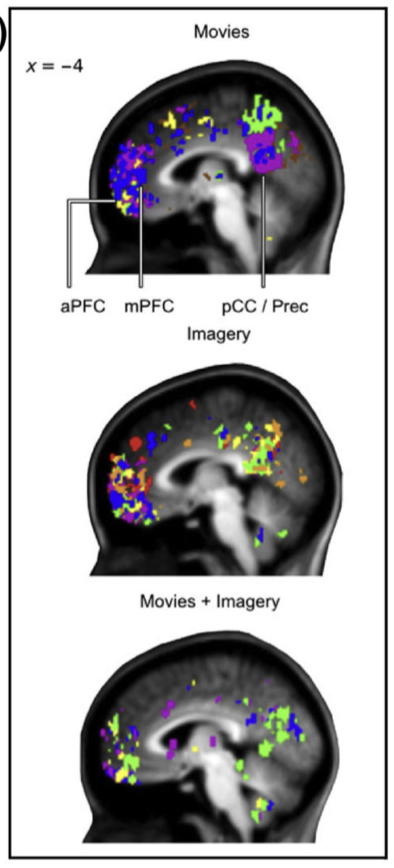 )
Movies
x = −4
aPFC mPFC pCC / Prec
Imagery
Movies + Imagery